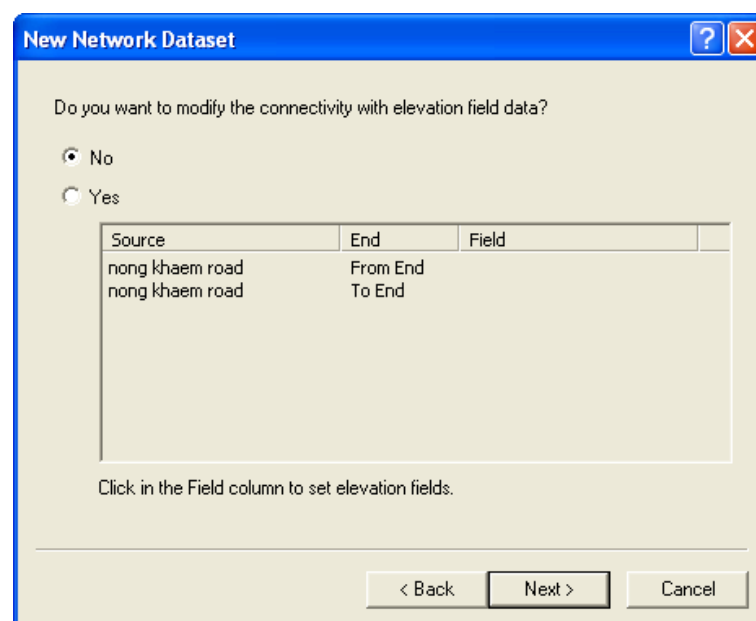 New Network Dataset
Do you want to modify the connectivity with elevation field data?
No
Yes
Source End Field
nong khaem road From End
nong khaem road To End
Click in the Field column to set elevation fields.
< Back Next > Cancel